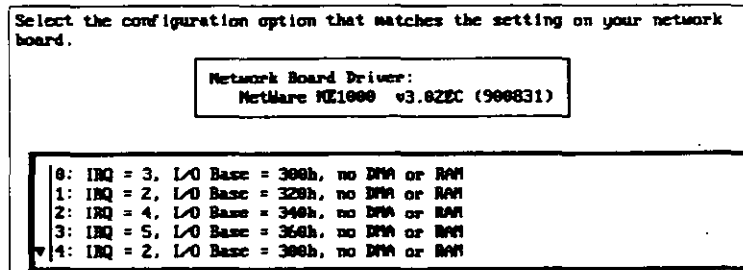 Select the configuration option that matches the setting on your network
board.
Network Board Driver:
NetWare NE1000 v3.02EC (900831)
0: IRQ = 3, I/O Base = 300h, no DMA or RAM
1: IRQ = 2, I/O Base = 320h, no DMA or RAM
2: IRQ = 4, I/O Base = 340h, no DMA or RAM
3: IRQ = 5, I/O Base = 360h, no DMA or RAM
4: IRQ = 2, I/O Base = 300h, no DMA or RAM